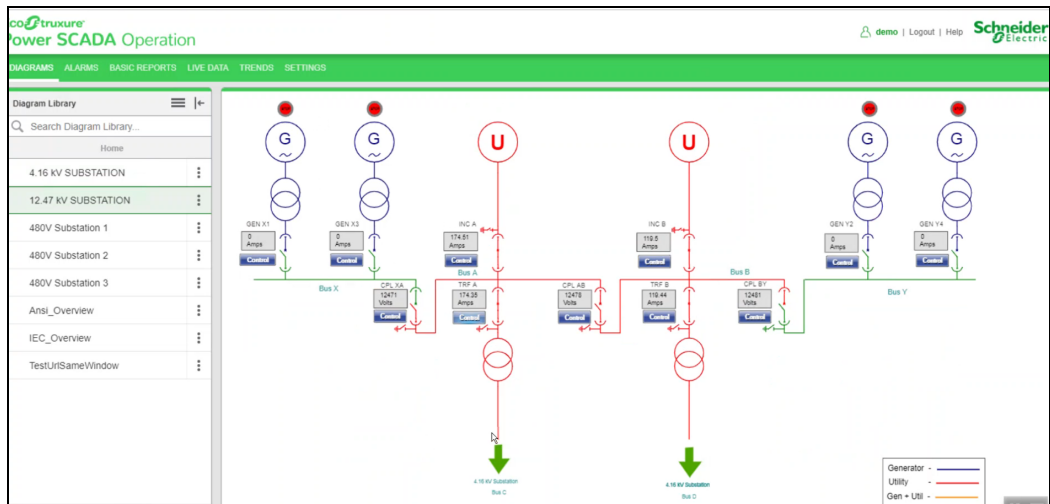 co truxure
Power SCADA Operation
demo | Logout | Help
Schneider
Electric
DIAGRAMS ALARMS BASIC REPORTS LIVE DATA TRENDS SETTINGS
Diagram Library
Search Diagram Library...
Home
4.16 kV SUBSTATION
12.47 kV SUBSTATION
480V Substation 1
480V Substation 2
480V Substation 3
Ansi_Overview
IEC_Overview
TestUrlSameWindow
G G U U G G
GEN X1
0
Amps
Control
GEN X3
0
Amps
Control
INC A
174.51
Amps
Control
INC B
119.5
Amps
Control
GEN Y2
0
Amps
Control
GEN Y4
0
Amps
Control
Bus X
Bus A
Bus B
Bus Y
CPL XA
12471
Volts
Control
TRF A
174.35
Amps
Control
CPL AB
12478
Volts
Control
TRF B
119.44
Amps
Control
CPL BY
12481
Volts
Control
4.16 kV Substation
Bus C
4.16 kV Substation
Bus D
Generator -
Utility -
Gen + Util -